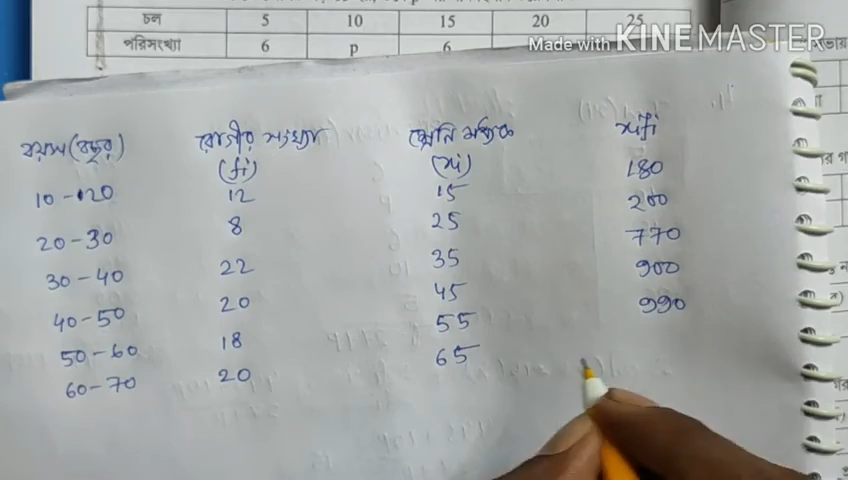 চল 5 10 15 20 25
পরিসংখ্যা 6 p 6
Made with KINEMASTER
বয়স (বছর) রোগীর সংখ্যা (fi) শ্রেনি মধ্যক (xi) xifi
10-20 12 15 180
20-30 8 25 200
30-40 22 35 770
40-50 20 45 900
50-60 18 55 990
60-70 20 65